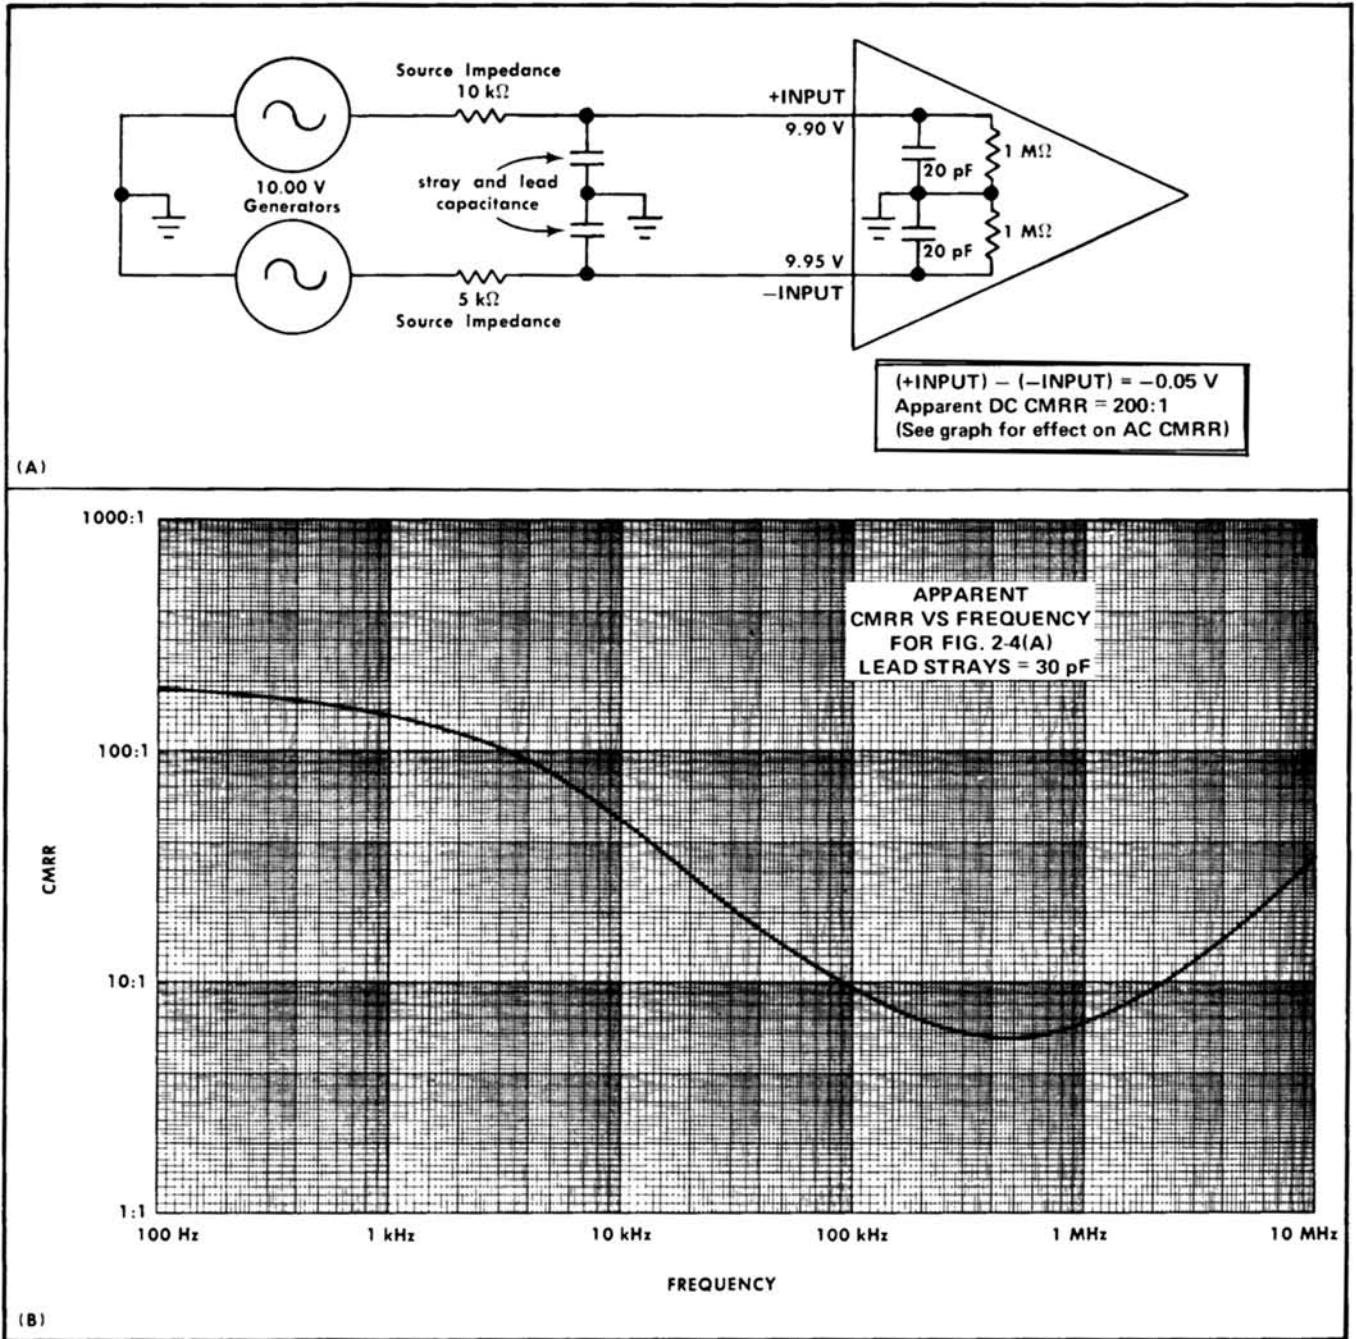 Source Impedance
10 kΩ
+INPUT
9.90 V
1 MΩ
20 pF
10.00 V
Generators
stray and lead
capacitance
1 MΩ
20 pF
9.95 V
−INPUT
5 kΩ
Source Impedance
(+INPUT) − (−INPUT) = −0.05 V
Apparent DC CMRR = 200:1
(See graph for effect on AC CMRR)
(A)
1000:1
APPARENT
CMRR VS FREQUENCY
FOR FIG. 2-4(A)
LEAD STRAYS = 30 pF
100:1
CMRR
10:1
1:1
100 Hz 1 kHz 10 kHz 100 kHz 1 MHz 10 MHz
FREQUENCY
(B)